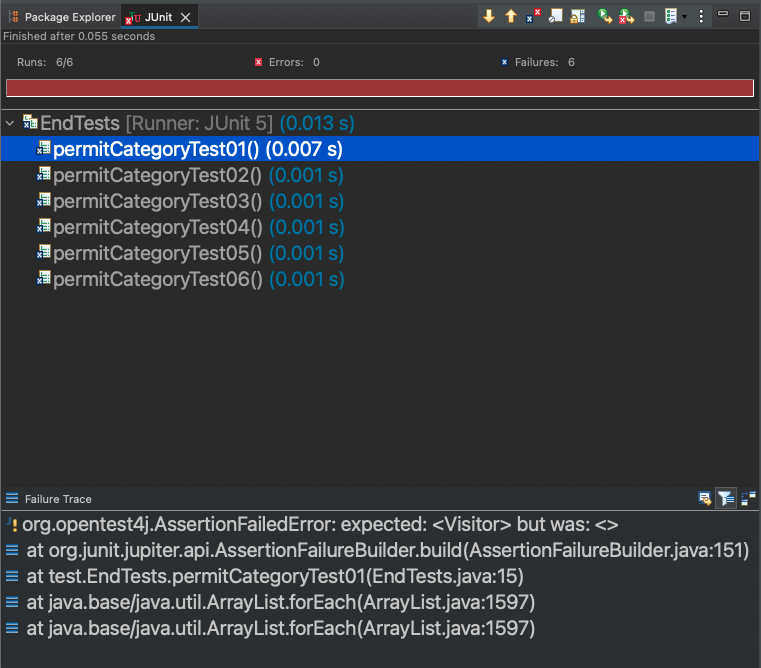 Package Explorer JUnit
Finished after 0.055 seconds
Runs: 6/6 Errors: 0 Failures: 6
EndTests [Runner: JUnit 5] (0.013 s)
permitCategoryTest01() (0.007 s)
permitCategoryTest02() (0.001 s)
permitCategoryTest03() (0.001 s)
permitCategoryTest04() (0.001 s)
permitCategoryTest05() (0.001 s)
permitCategoryTest06() (0.001 s)
Failure Trace
org.opentest4j.AssertionFailedError: expected: <Visitor> but was: <>
at org.junit.jupiter.api.AssertionFailureBuilder.build(AssertionFailureBuilder.java:151)
at test.EndTests.permitCategoryTest01(EndTests.java:15)
at java.base/java.util.ArrayList.forEach(ArrayList.java:1597)
at java.base/java.util.ArrayList.forEach(ArrayList.java:1597)